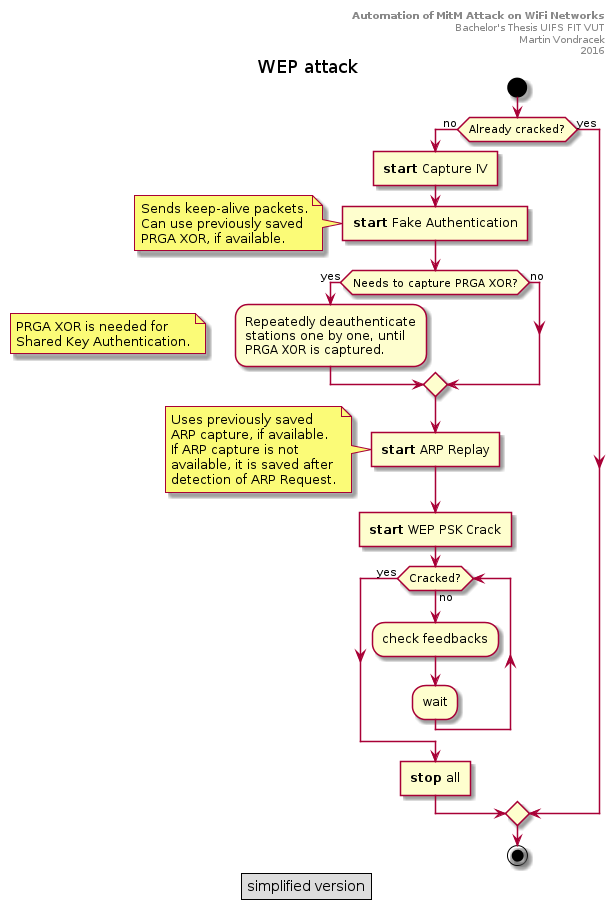 Automation of MitM Attack on WiFi Networks
Bachelor's Thesis UIFS FIT VUT
Martin Vondracek
2016
WEP attack
Already cracked?
no
yes
start Capture IV
Sends keep-alive packets.
Can use previously saved
PRGA XOR, if available.
start Fake Authentication
Needs to capture PRGA XOR?
yes
no
PRGA XOR is needed for
Shared Key Authentication.
Repeatedly deauthenticate
stations one by one, until
PRGA XOR is captured.
Uses previously saved
ARP capture, if available.
If ARP capture is not
available, it is saved after
detection of ARP Request.
start ARP Replay
start WEP PSK Crack
yes
Cracked?
no
check feedbacks
wait
stop all
simplified version